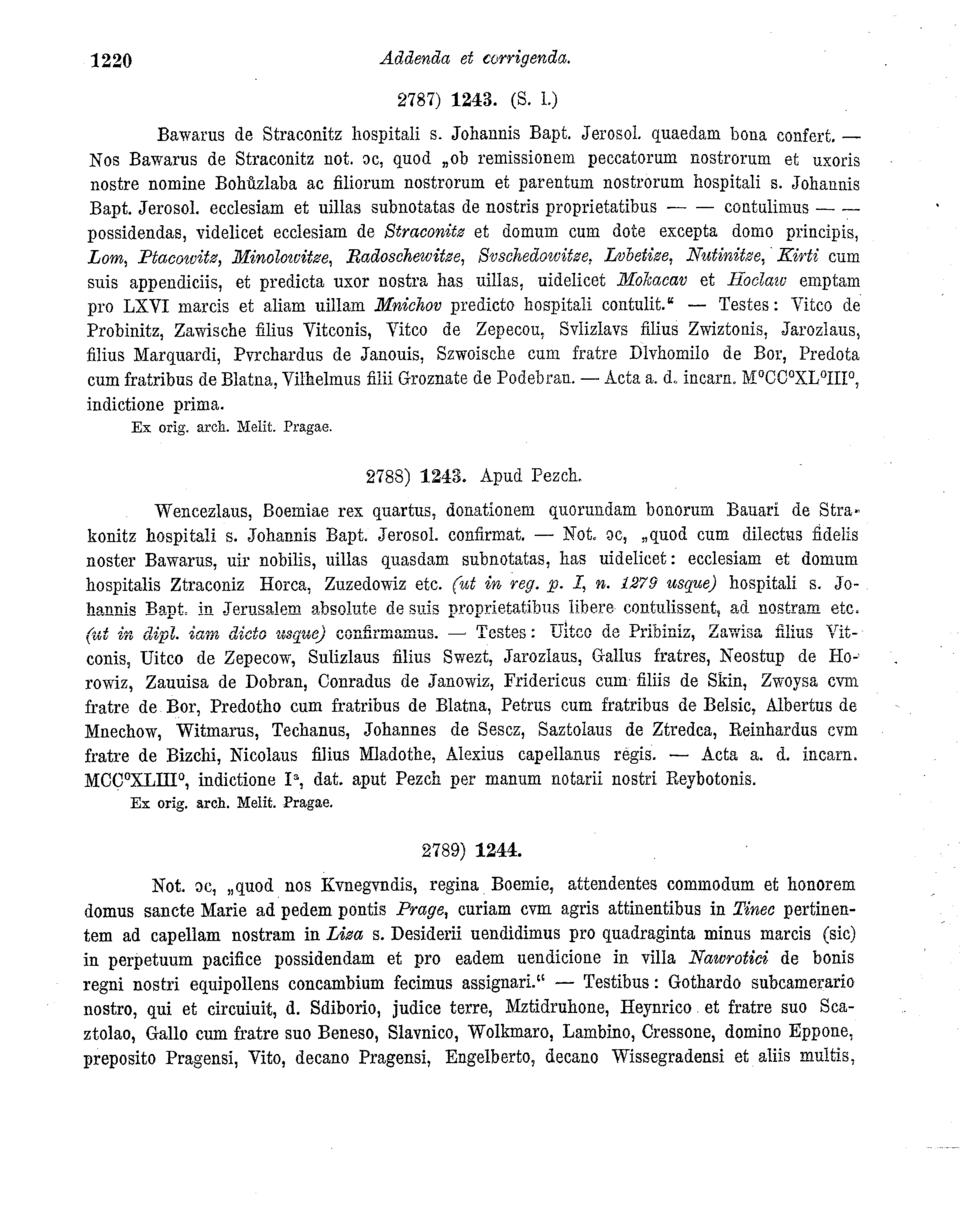 1220 Addenda et corrigenda.
2787) 1243. (S. l.)
Bawarus de Straconitz hospitali s. Johannis Bapt. Jerosol. quaedam bona confert. —
Nos Bawarus de Straconitz not. ɔc, quod „ob remissionem peccatorum nostrorum et uxoris
nostre nomine Bohůzlaba ac filiorum nostrorum et parentum nostrorum hospitali s. Johannis
Bapt. Jerosol. ecclesiam et uillas subnotatas de nostris proprietatibus — — contulimus — —
possidendas, videlicet ecclesiam de Straconitz et domum cum dote excepta domo principis,
Lom, Ptacowitz, Minolowitze, Radoschewitze, Svschedowitze, Lvbetize, Nutinitze, Kirti cum
suis appendiciis, et predicta uxor nostra has uillas, uidelicet Mokacav et Hoclaw emptam
pro LXVI marcis et aliam uillam Mnichov predicto hospitali contulit.“ — Testes: Vitco de
Probinitz, Zawische filius Vitconis, Vitco de Zepecou, Svlizlavs filius Zwiztonis, Jarozlaus,
filius Marquardi, Pvrchardus de Janouis, Szwoische cum fratre Dlvhomilo de Bor, Predota
cum fratribus de Blatna, Vilhelmus filii Groznate de Podebran. — Acta a. d. incarn. MºCCºXLºIIIº,
indictione prima.
Ex orig. arch. Melit. Pragae.
2788) 1243. Apud Pezch.
Wencezlaus, Boemiae rex quartus, donationem quorundam bonorum Bauari de Stra-
konitz hospitali s. Johannis Bapt. Jerosol. confirmat. — Not. ɔc, „quod cum dilectus fidelis
noster Bawarus, uir nobilis, uillas quasdam subnotatas, has uidelicet: ecclesiam et domum
hospitalis Ztraconiz Horca, Zuzedowiz etc. (ut in reg. p. I, n. 1279 usque) hospitali s. Jo-
hannis Bapt. in Jerusalem absolute de suis proprietatibus libere contulissent, ad nostram etc.
(ut in dipl. iam dicto usque) confirmamus. — Testes: Uitco de Pribiniz, Zawisa filius Vit-
conis, Uitco de Zepecow, Sulizlaus filius Swezt, Jarozlaus, Gallus fratres, Neostup de Ho-
rowiz, Zauuisa de Dobran, Conradus de Janowiz, Fridericus cum filiis de Skin, Zwoysa cvm
fratre de Bor, Predotho cum fratribus de Blatna, Petrus cum fratribus de Belsic, Albertus de
Mnechow, Witmarus, Techanus, Johannes de Sescz, Saztolaus de Ztredca, Reinhardus cvm
fratre de Bizchi, Nicolaus filius Mladothe, Alexius capellanus regis. — Acta a. d. incarn.
MCCºXLIIIº, indictione Iª, dat. aput Pezch per manum notarii nostri Reybotonis.
Ex orig. arch. Melit. Pragae.
2789) 1244.
Not. ɔc, „quod nos Kvnegvndis, regina Boemie, attendentes commodum et honorem
domus sancte Marie ad pedem pontis Prage, curiam cvm agris attinentibus in Tinec pertinen-
tem ad capellam nostram in Liza s. Desiderii uendidimus pro quadraginta minus marcis (sic)
in perpetuum pacifice possidendam et pro eadem uendicione in villa Nawrotici de bonis
regni nostri equipollens concambium fecimus assignari.“ — Testibus: Gothardo subcamerario
nostro, qui et circuiuit, d. Sdiborio, judice terre, Mztidruhone, Heynrico et fratre suo Sca-
ztolao, Gallo cum fratre suo Beneso, Slavnico, Wolkmaro, Lambino, Cressone, domino Eppone,
preposito Pragensi, Vito, decano Pragensi, Engelberto, decano Wissegradensi et aliis multis,